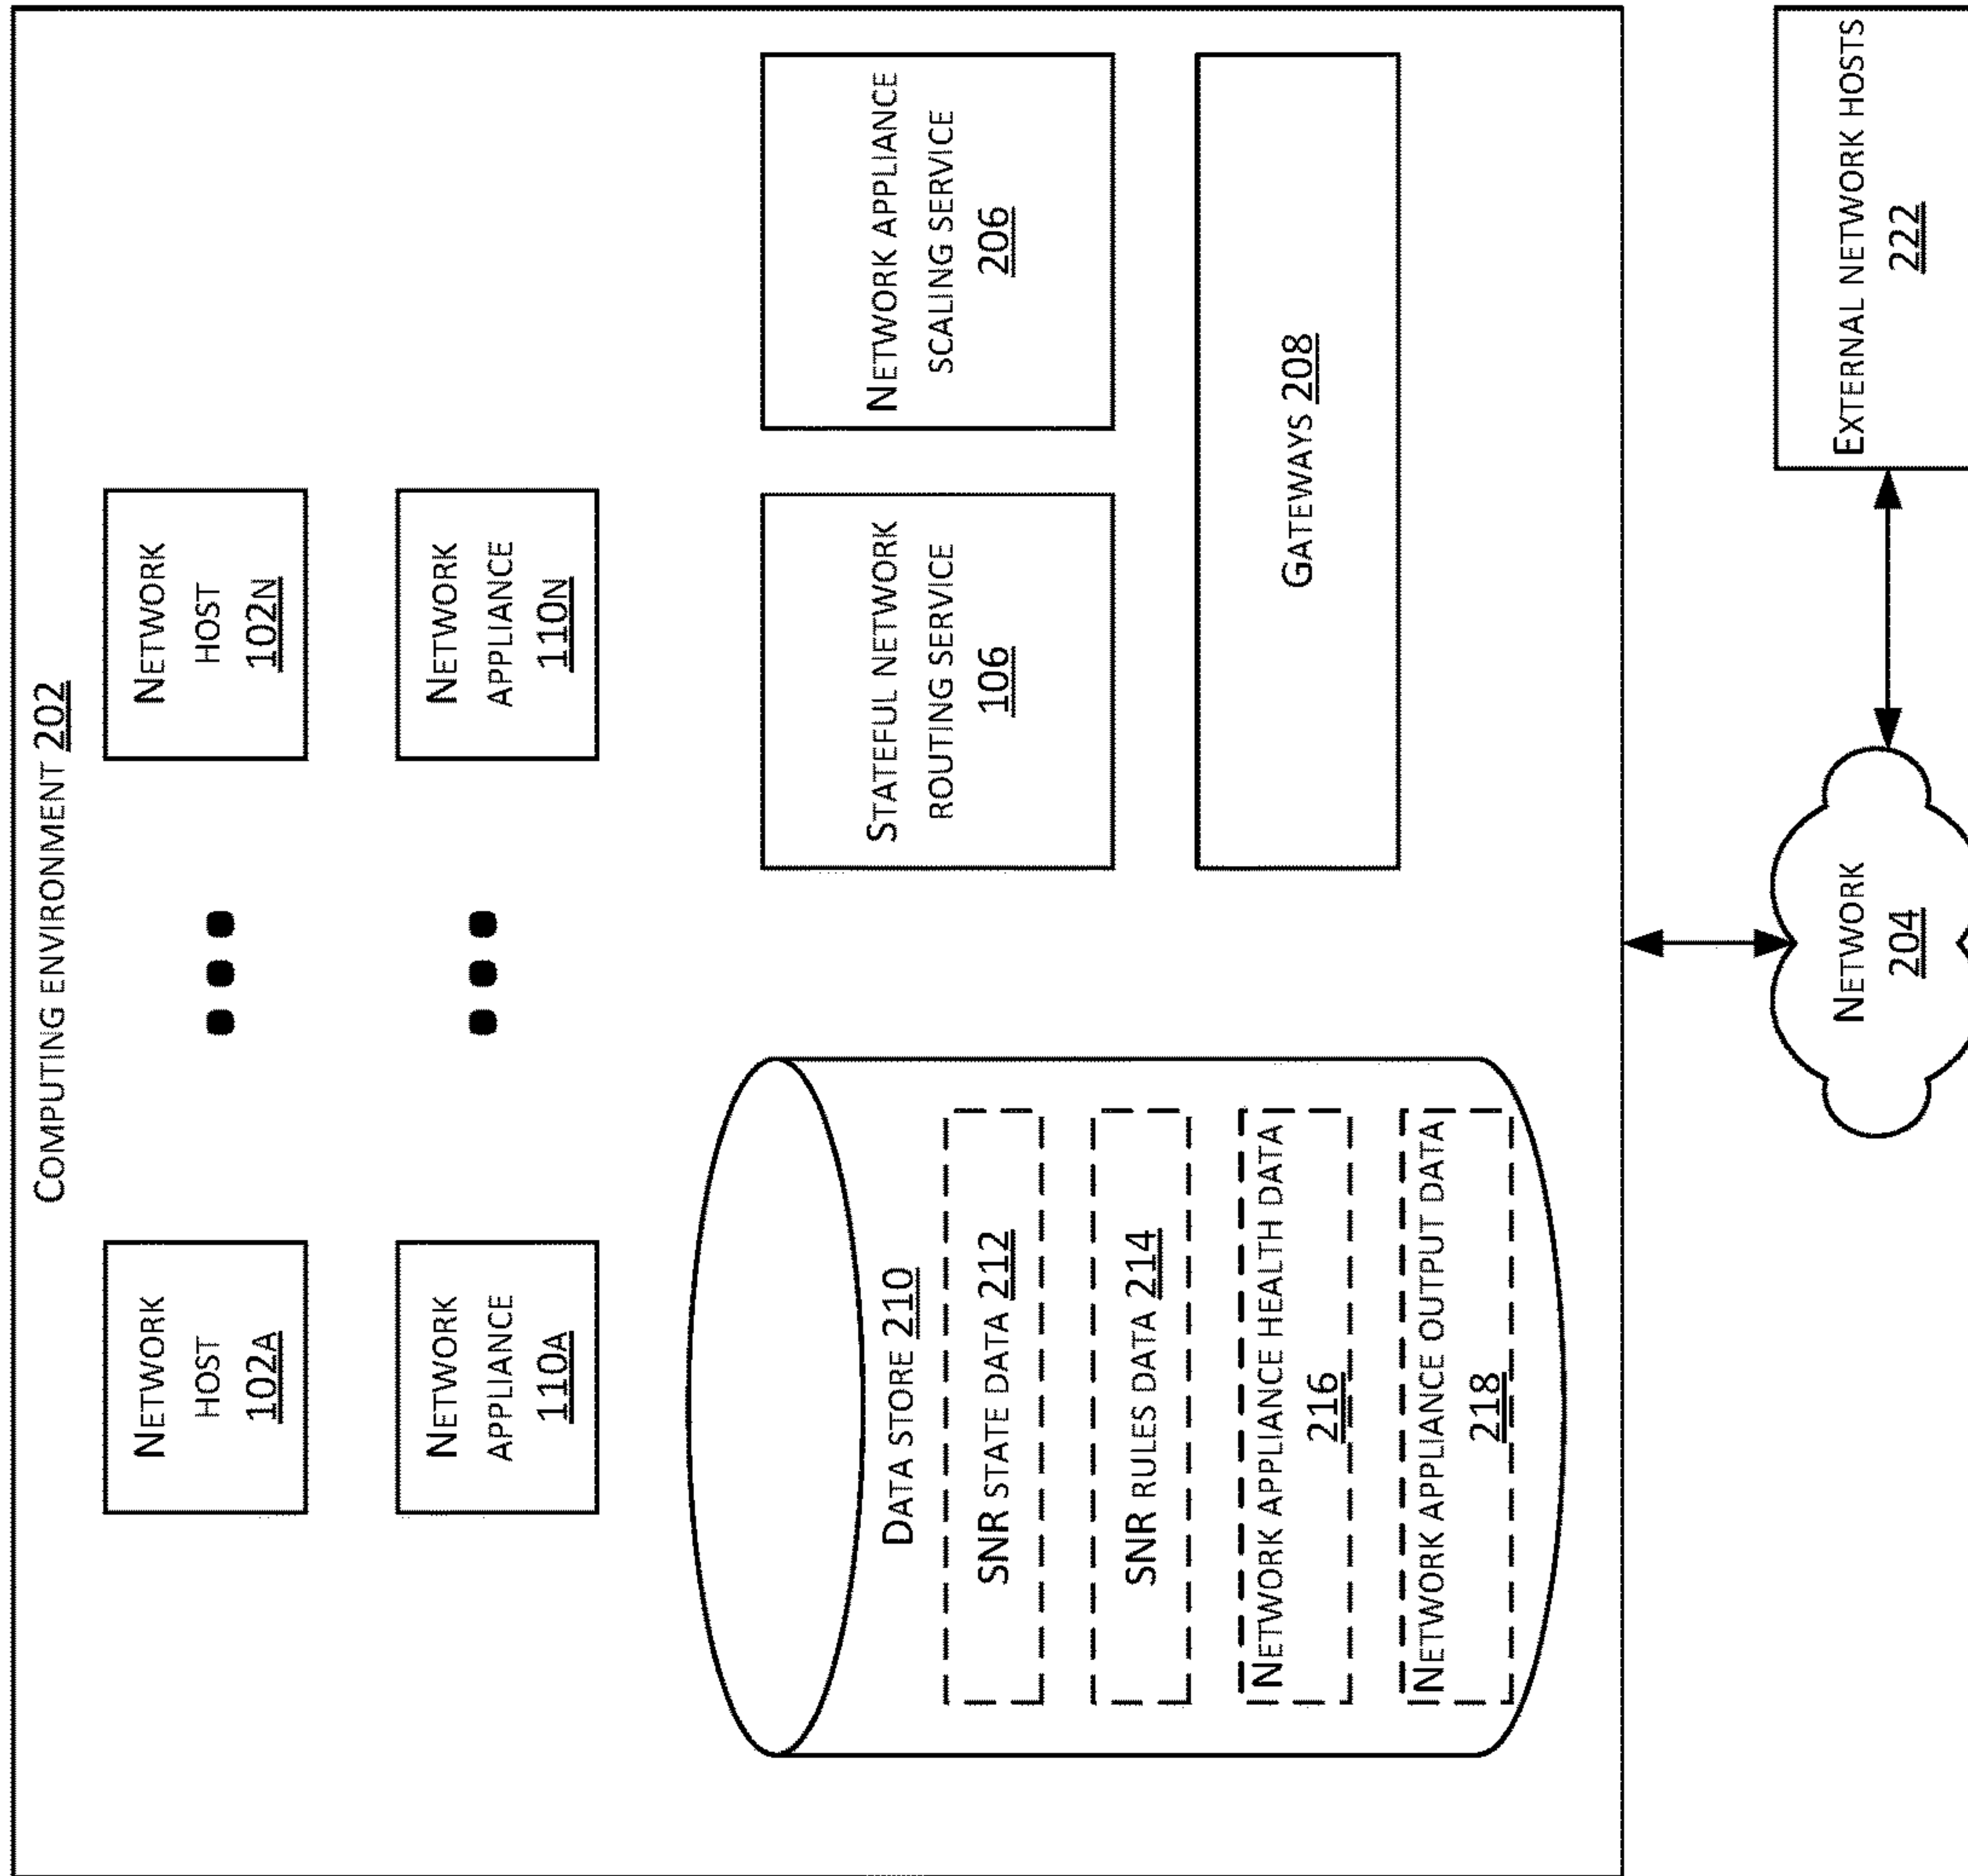 COMPUTING ENVIRONMENT 202
NETWORK
HOST
102A
NETWORK
HOST
102N
NETWORK
APPLIANCE
110A
NETWORK
APPLIANCE
110N
DATA STORE 210
SNR STATE DATA 212
SNR RULES DATA 214
NETWORK APPLIANCE HEALTH DATA
216
NETWORK APPLIANCE OUTPUT DATA
218
STATEFUL NETWORK
ROUTING SERVICE
106
NETWORK APPLIANCE
SCALING SERVICE
206
GATEWAYS 208
NETWORK
204
EXTERNAL NETWORK HOSTS
222